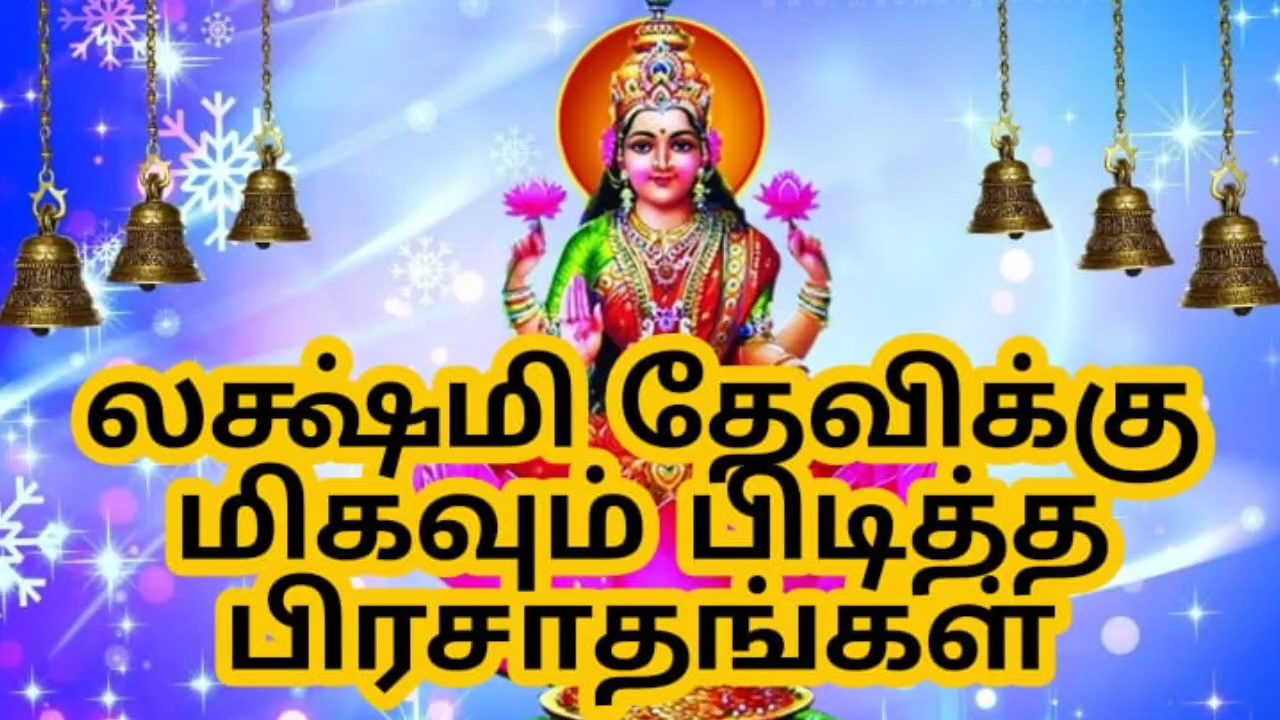 லக்ஷ்மி தேவிக்கு
மிகவும் பிடித்த
பிரசாதங்கள்